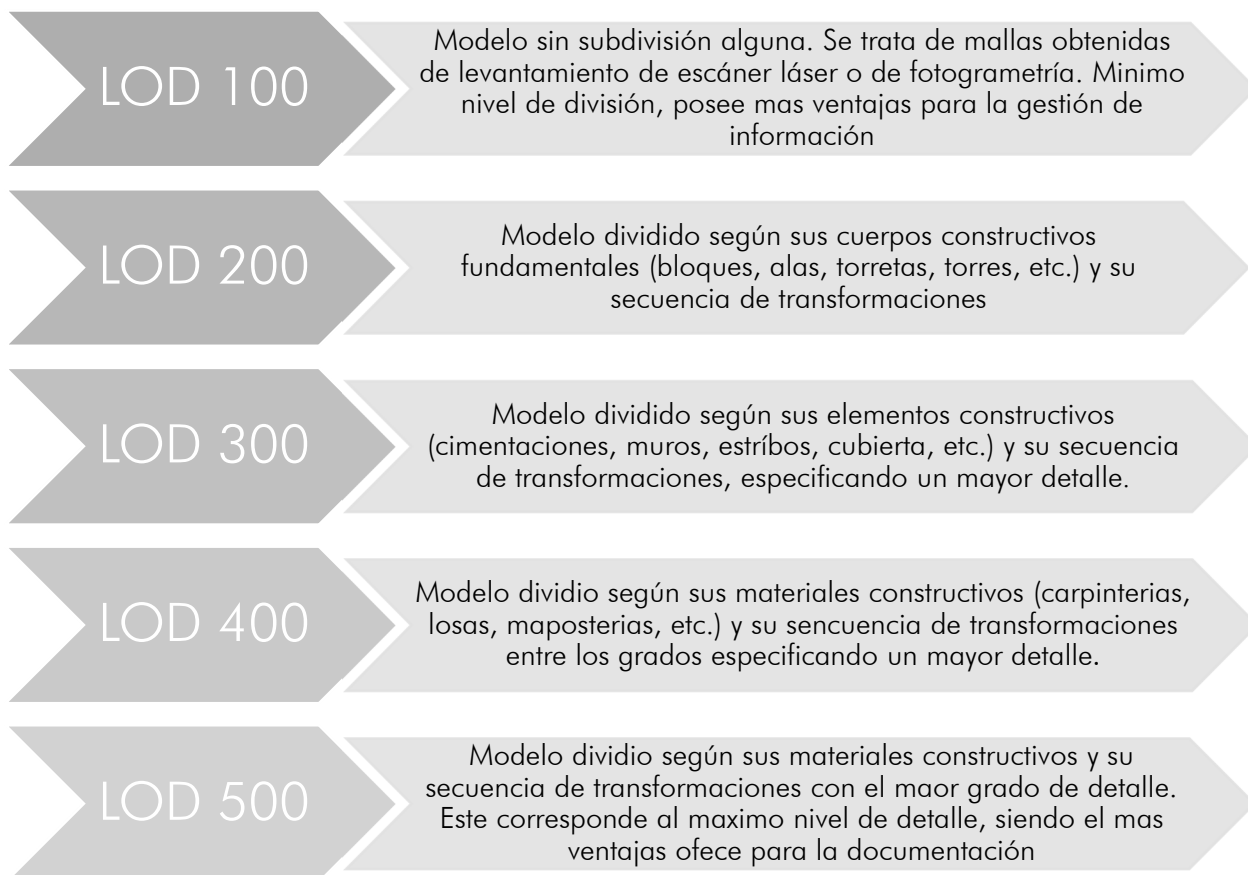 LOD 100
Modelo sin subdivisión alguna. Se trata de mallas obtenidas
de levantamiento de escáner láser o de fotogrametría. Minimo
nivel de división, posee mas ventajas para la gestión de
información
LOD 200
Modelo dividido según sus cuerpos constructivos
fundamentales (bloques, alas, torretas, torres, etc.) y su
secuencia de transformaciones
LOD 300
Modelo dividido según sus elementos constructivos
(cimentaciones, muros, estríbos, cubierta, etc.) y su secuencia
de transformaciones, especificando un mayor detalle.
LOD 400
Modelo dividio según sus materiales constructivos (carpinterias,
losas, maposterias, etc.) y su sencuencia de transformaciones
entre los grados especificando un mayor detalle.
LOD 500
Modelo dividio según sus materiales constructivos y su
secuencia de transformaciones con el maor grado de detalle.
Este corresponde al maximo nivel de detalle, siendo el mas
ventajas ofece para la documentación